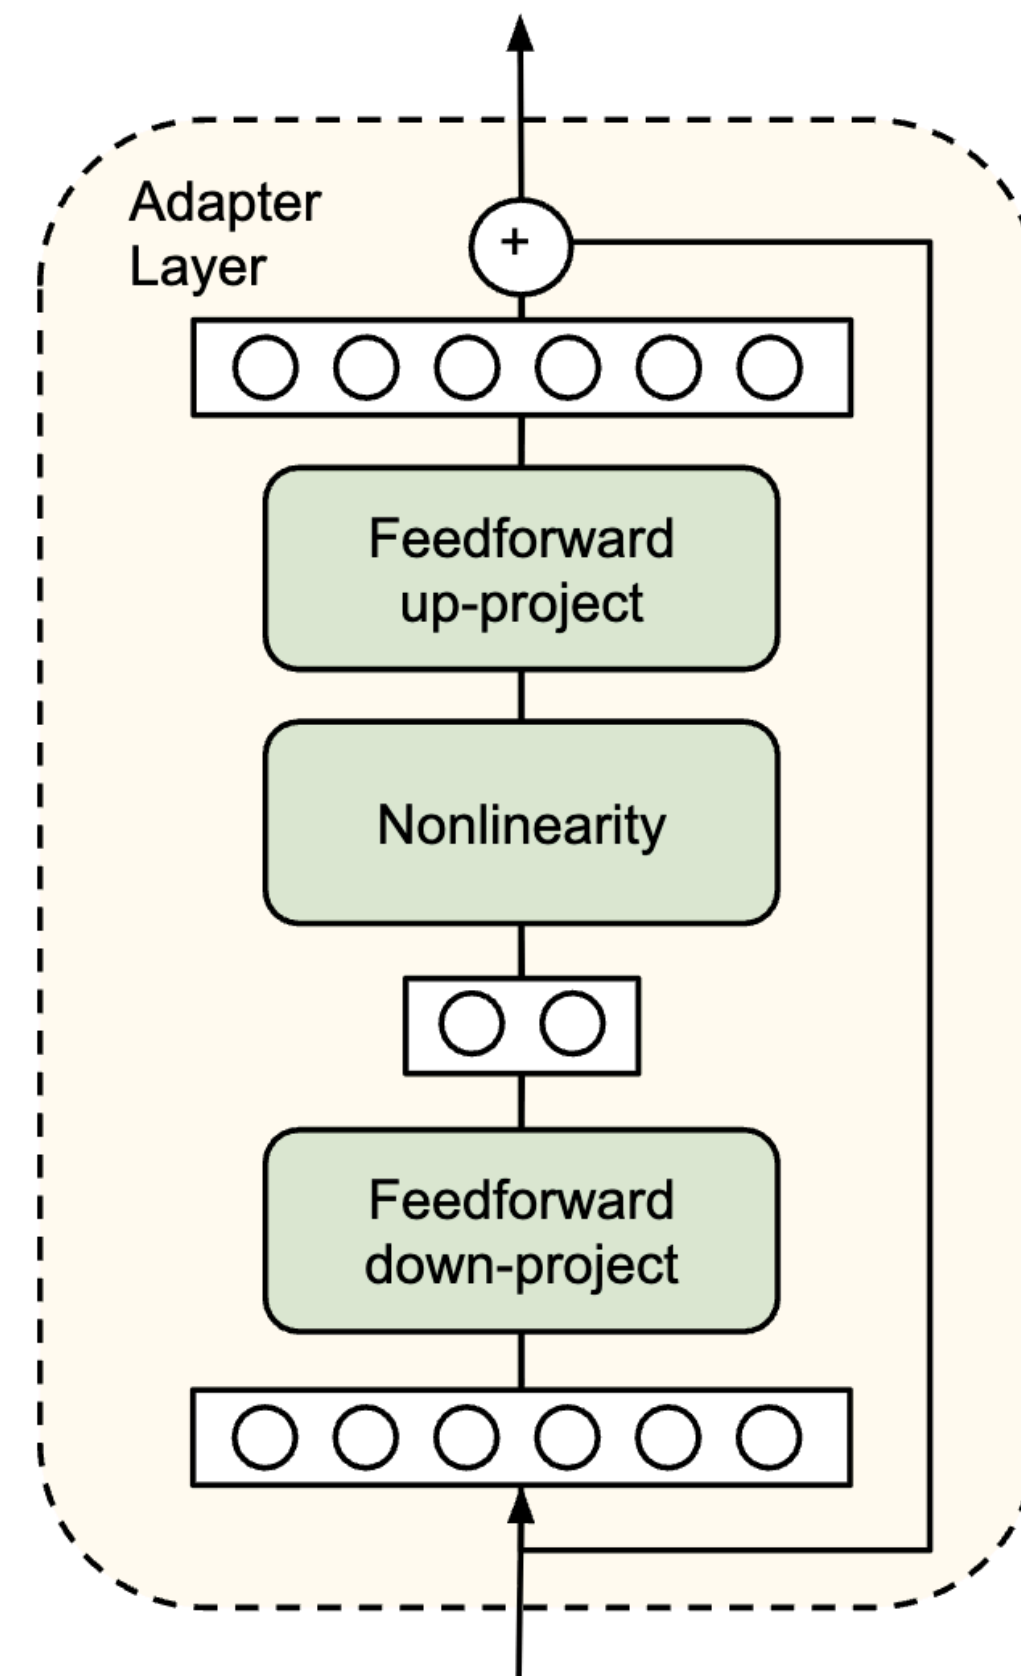 Adapter
Layer
+
Feedforward
up-project
Nonlinearity
Feedforward
down-project